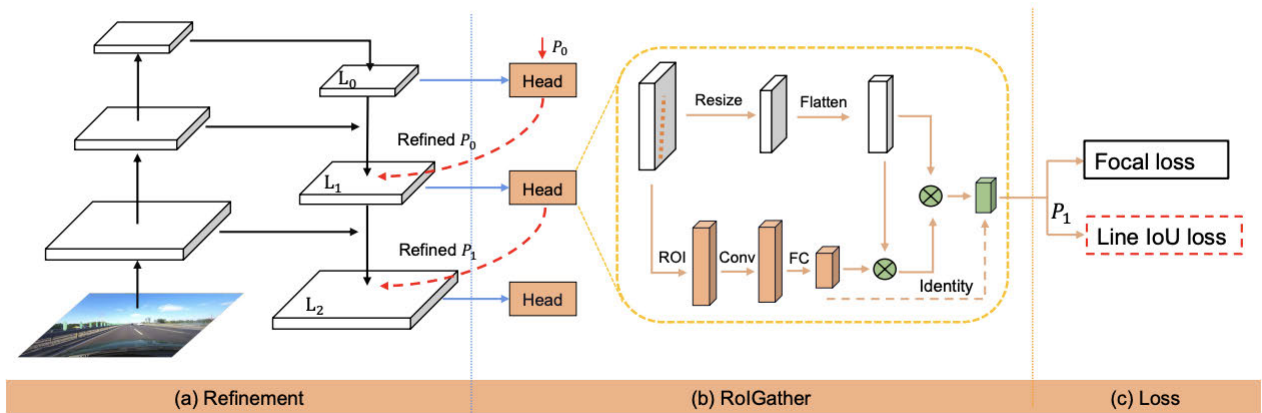 L0
L1
L2
P0
Head
Refined P0
Head
Refined P1
Head
Resize
Flatten
ROI
Conv
FC
Identity
P1
Focal loss
Line IoU loss
(a) Refinement
(b) RoIGather
(c) Loss